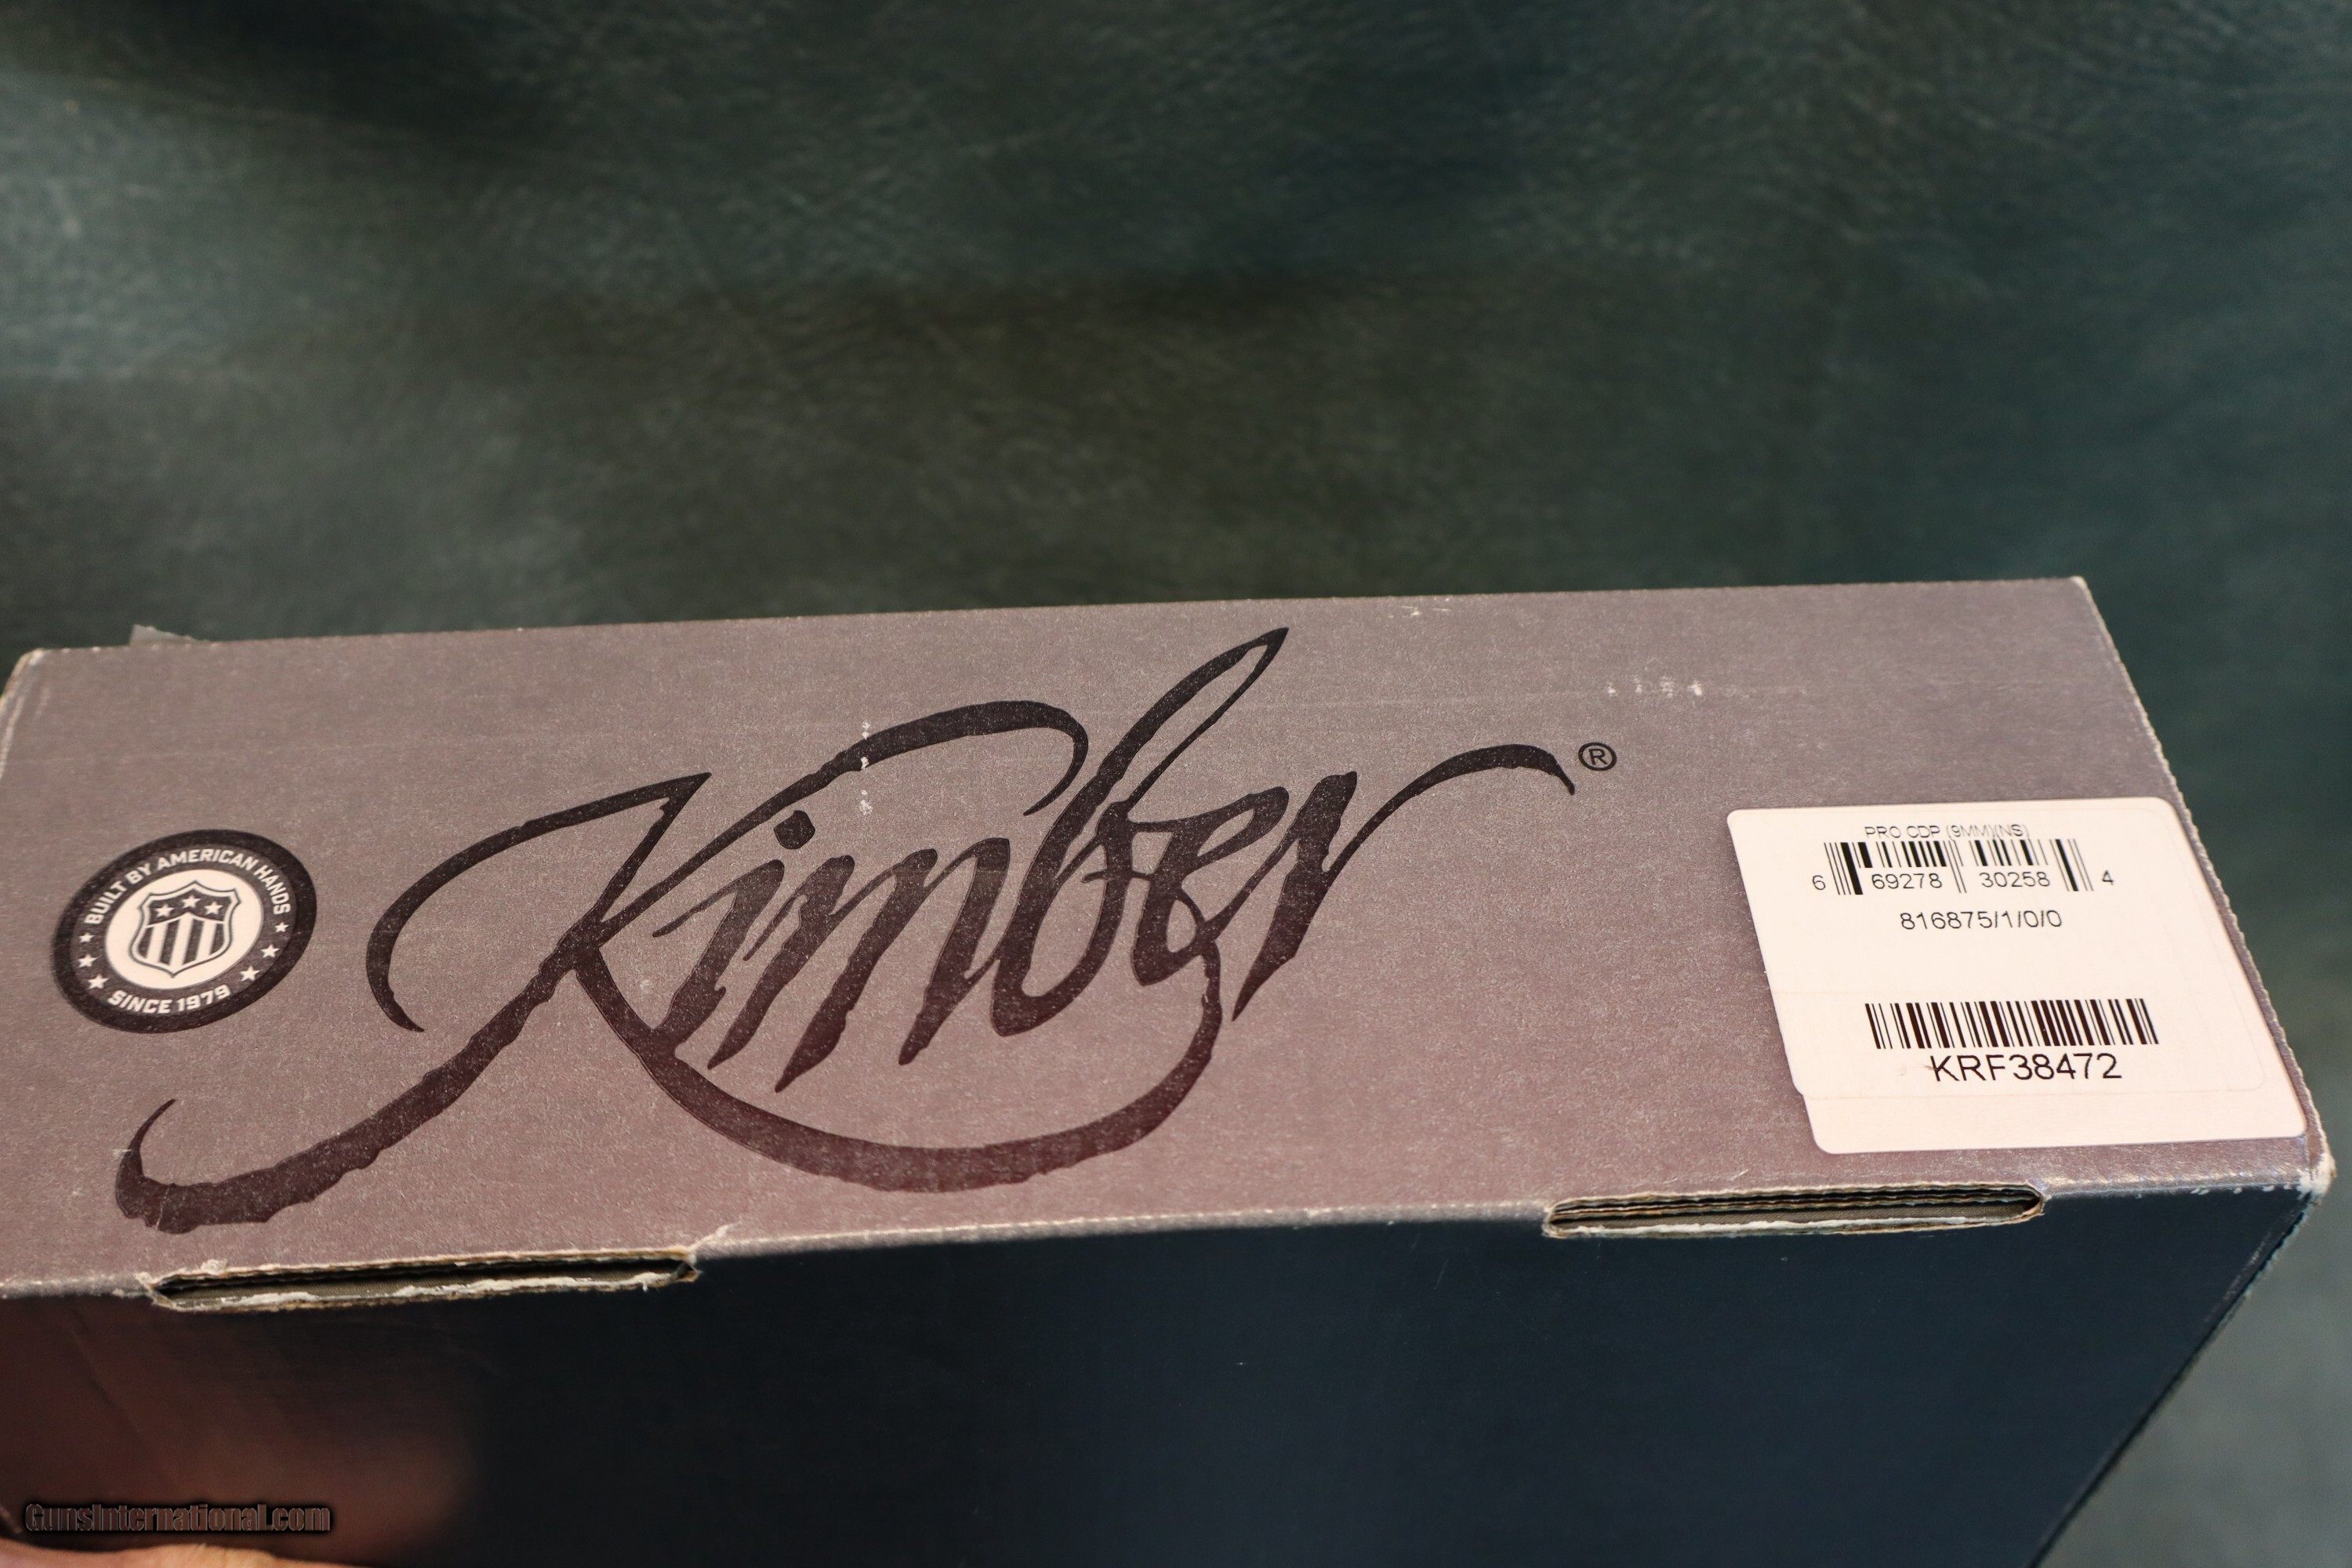 BUILT BY AMERICAN HANDS
SINCE 1979
Kimber®
PRO CDP (9MM)(NS)
6 69278 30258 4
816875/1/0/0
KRF38472
GunsInternational.com